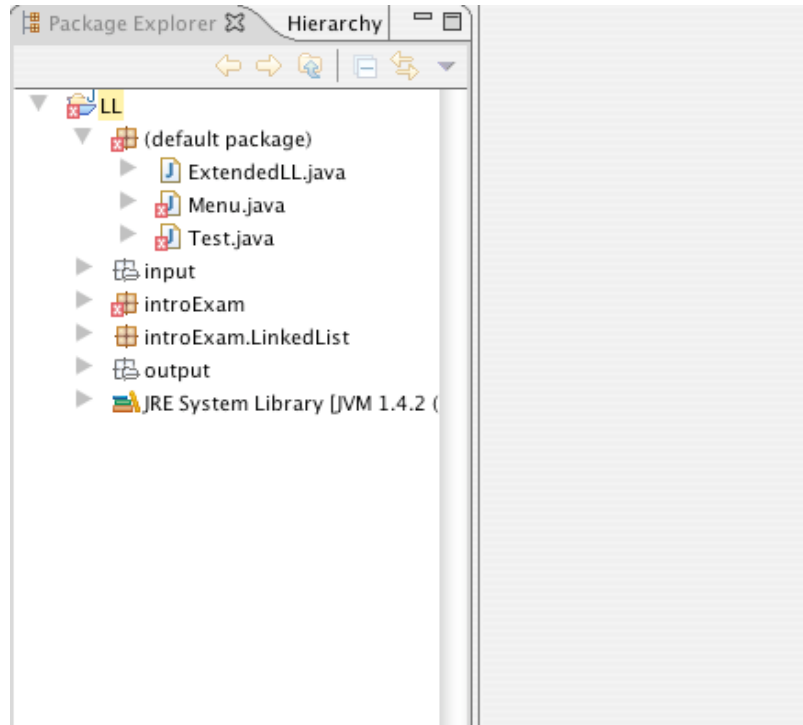 Package Explorer Hierarchy
LL
(default package)
ExtendedLL.java
Menu.java
Test.java
input
introExam
introExam.LinkedList
output
JRE System Library [JVM 1.4.2 (